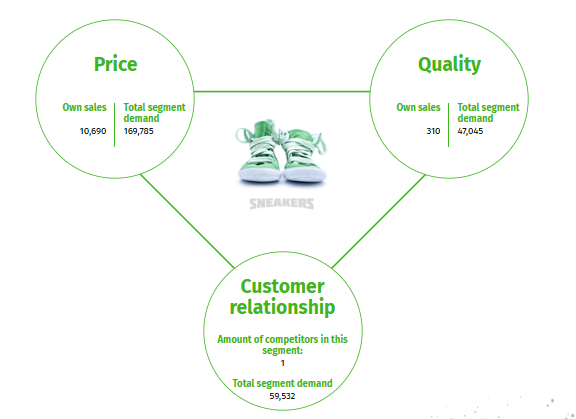 Price
Own sales
Total segment
demand
10,690
169,785
Quality
Own sales
Total segment
demand
310
47,045
SNEAKERS
Customer
relationship
Amount of competitors in this
segment:
1
Total segment demand
59,532